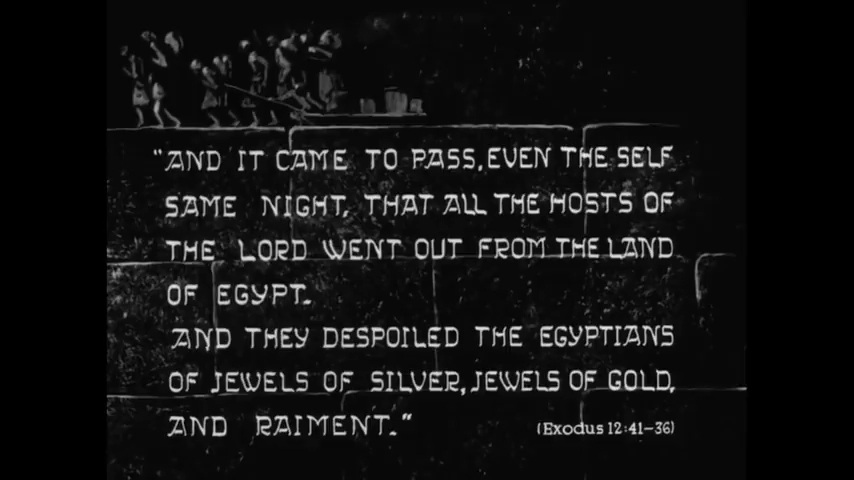 "AND IT CAME TO PASS, EVEN THE SELF
SAME NIGHT, THAT ALL THE HOSTS OF
THE LORD WENT OUT FROM THE LAND
OF EGYPT.
AND THEY DESPOILED THE EGYPTIANS
OF JEWELS OF SILVER, JEWELS OF GOLD,
AND RAIMENT."
(Exodus 12:41-36)